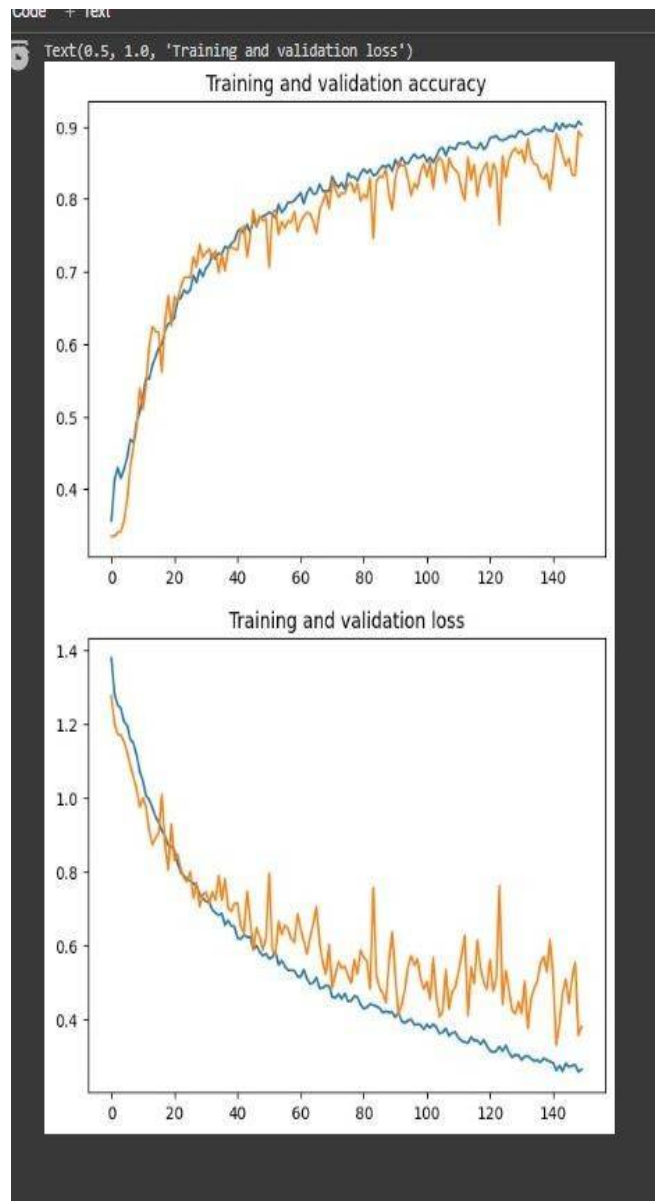 Code + Text
Text(0.5, 1.0, 'Training and validation loss')
Training and validation accuracy
0.9
0.8
0.7
0.6
0.5
0.4
0 20 40 60 80 100 120 140
Training and validation loss
1.4
1.2
1.0
0.8
0.6
0.4
0 20 40 60 80 100 120 140